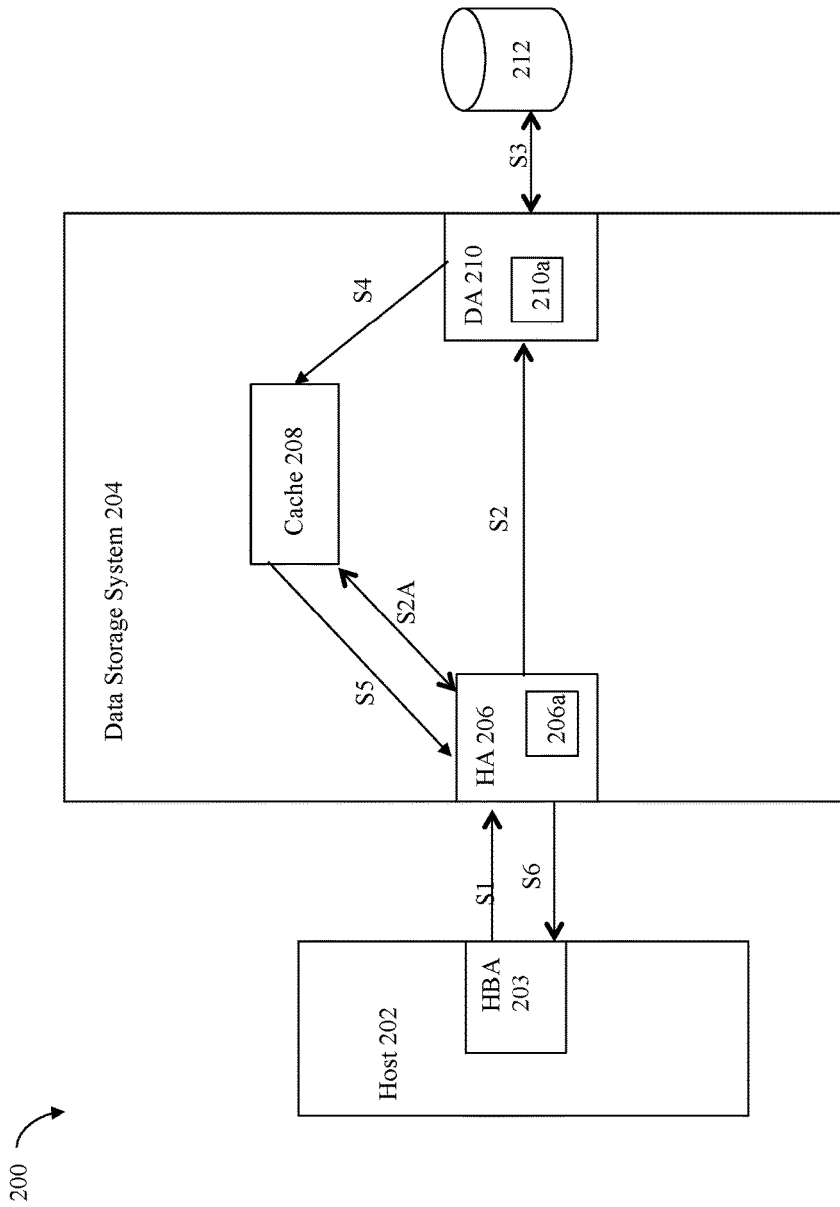 200
Host 202
HBA
203
S1
S6
Data Storage System 204
HA 206
206a
S5
S2A
Cache 208
S2
S4
DA 210
210a
S3
212